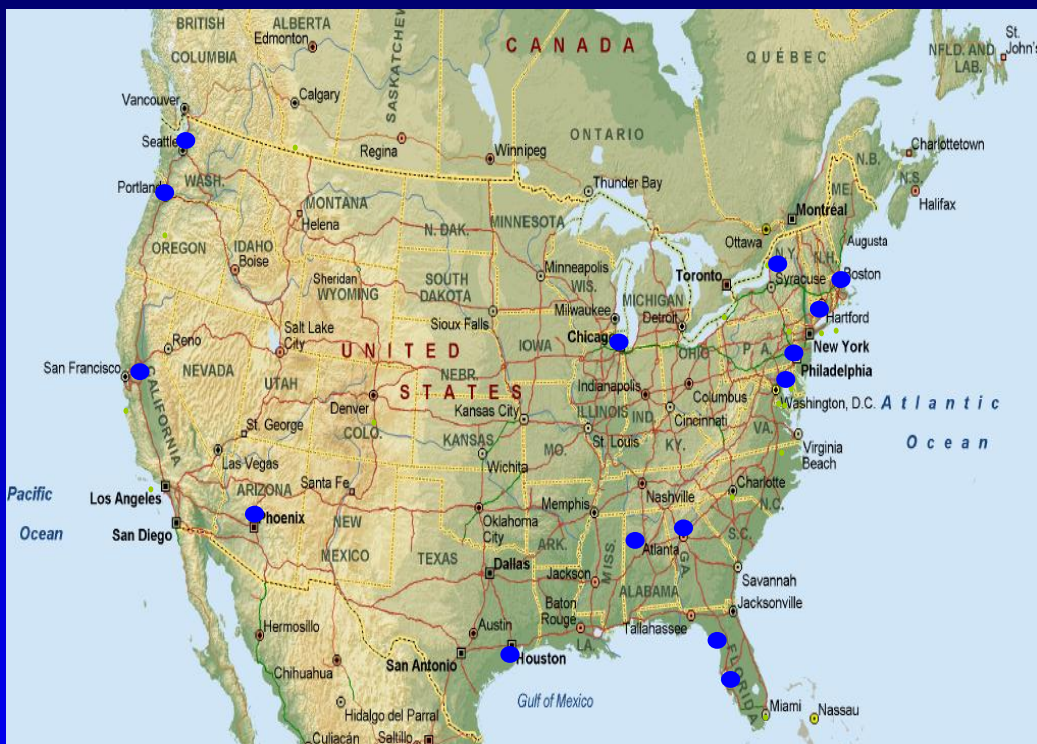 BRITISH
COLUMBIA
ALBERTA
Edmonton
SASKATCHEW
CANADA
QUÉBEC
NFLD. AND
LAB.
St.
John's
Vancouver
Calgary
ONTARIO
Seattle
Regina
Winnipeg
N.B.
Charlottetown
WASH.
Thunder Bay
ME.
N.S.
Portland
MONTANA
Helena
N. DAK.
MINNESOTA
Montréal
Halifax
OREGON
IDAHO
Boise
Ottawa
N.Y.
N.H.
Augusta
Sheridan
WYOMING
SOUTH
DAKOTA
Minneapolis
WIS.
MICHIGAN
Toronto
Syracuse
Boston
Sioux Falls
Milwaukee
Detroit
Hartford
Reno
Salt Lake
City
UNITED
STATES
IOWA
Chicag
OHIO
P A.
New York
San Francisco
NEVADA
UTAH
NEBR.
Indianapolis
Columbus
Philadelphia
CALIFORNIA
Denver
COLO.
Kansas City
ILLINOIS
IND.
Cincinnati
Washington, D.C.
Atlantic
Ocean
St. George
KANSAS
MO.
St. Louis
KY.
VA.
Virginia
Beach
Las Vegas
Wichita
Pacific
Ocean
Los Angeles
ARIZONA
Santa Fe
Nashville
Charlotte
N.C.
Phoenix
NEW
MEXICO
Oklahoma
City
Memphis
San Diego
TEXAS
ARK.
MISS.
Atlanta
GA.
S.C.
Dallas
Jackson
ALABAMA
Savannah
Baton
Rouge
Jacksonville
Hermosillo
Austin
LA.
Tallahassee
Chihuahua
San Antonio
Houston
FLORIDA
Hidalgo del Parral
Gulf of Mexico
Miami
Nassau
Culiacán
Saltillo